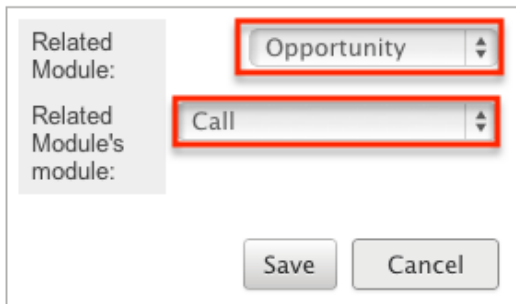 Related
Module:
Opportunity
Related
Module's
module:
Call
Save
Cancel